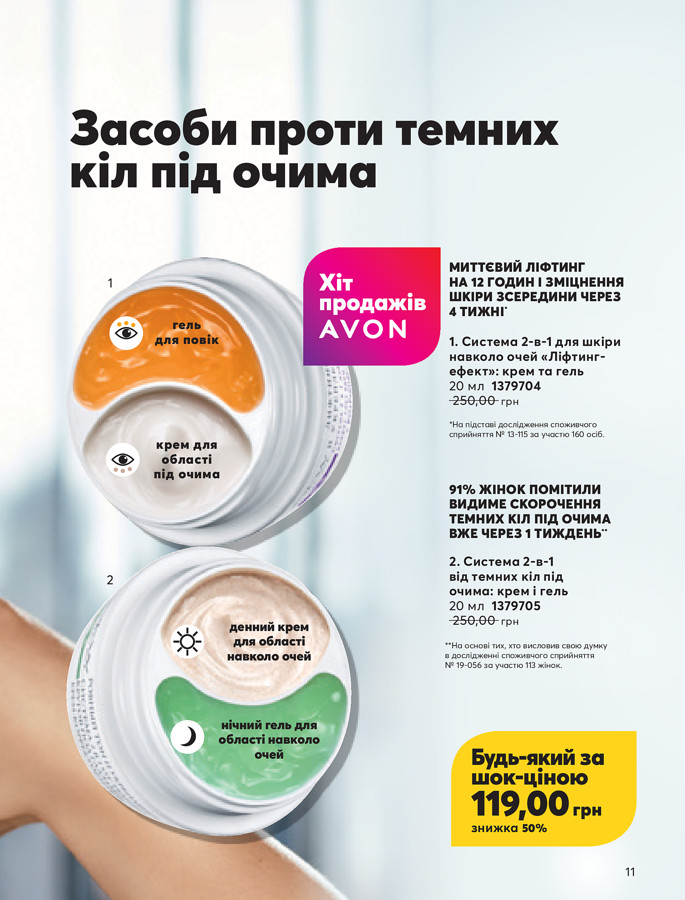 Засоби проти темних
кіл під очима
1
гель
для повік
крем для
області
під очима
Хіт
продажів
AVON
МИТТЄВИЙ ЛІФТИНГ
НА 12 ГОДИН І ЗМІЦНЕННЯ
ШКІРИ ЗСЕРЕДИНИ ЧЕРЕЗ
4 ТИЖНІ*
1. Система 2-в-1 для шкіри
навколо очей «Ліфтинг-
ефект»: крем та гель
20 мл 1379704
250,00 грн
*На підставі дослідження споживчого
сприйняття № 13-115 за участю 160 осіб.
91% ЖІНОК ПОМІТИЛИ
ВИДИМЕ СКОРОЧЕННЯ
ТЕМНИХ КІЛ ПІД ОЧИМА
ВЖЕ ЧЕРЕЗ 1 ТИЖДЕНЬ**
2
денний крем
для області
навколо очей
нічний гель для
області навколо
очей
2. Система 2-в-1
від темних кіл під
очима: крем і гель
20 мл 1379705
250,00 грн
**На основі тих, хто висловив свою думку
в дослідженні споживчого сприйняття
№ 19-056 за участю 113 жінок.
Будь-який за
шок-ціною
119,00 грн
знижка 50%
11